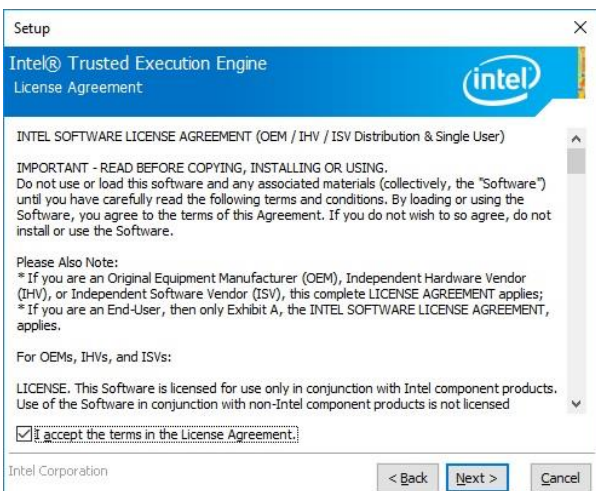 Setup
Intel® Trusted Execution Engine
License Agreement
intel
INTEL SOFTWARE LICENSE AGREEMENT (OEM / IHV / ISV Distribution & Single User)
IMPORTANT - READ BEFORE COPYING, INSTALLING OR USING.
Do not use or load this software and any associated materials (collectively, the "Software")
until you have carefully read the following terms and conditions. By loading or using the
Software, you agree to the terms of this Agreement. If you do not wish to so agree, do not
install or use the Software.
Please Also Note:
* If you are an Original Equipment Manufacturer (OEM), Independent Hardware Vendor
(IHV), or Independent Software Vendor (ISV), this complete LICENSE AGREEMENT applies;
* If you are an End-User, then only Exhibit A, the INTEL SOFTWARE LICENSE AGREEMENT,
applies.
For OEMs, IHVs, and ISVs:
LICENSE. This Software is licensed for use only in conjunction with Intel component products.
Use of the Software in conjunction with non-Intel component products is not licensed
I accept the terms in the License Agreement.
Intel Corporation
< Back Next > Cancel